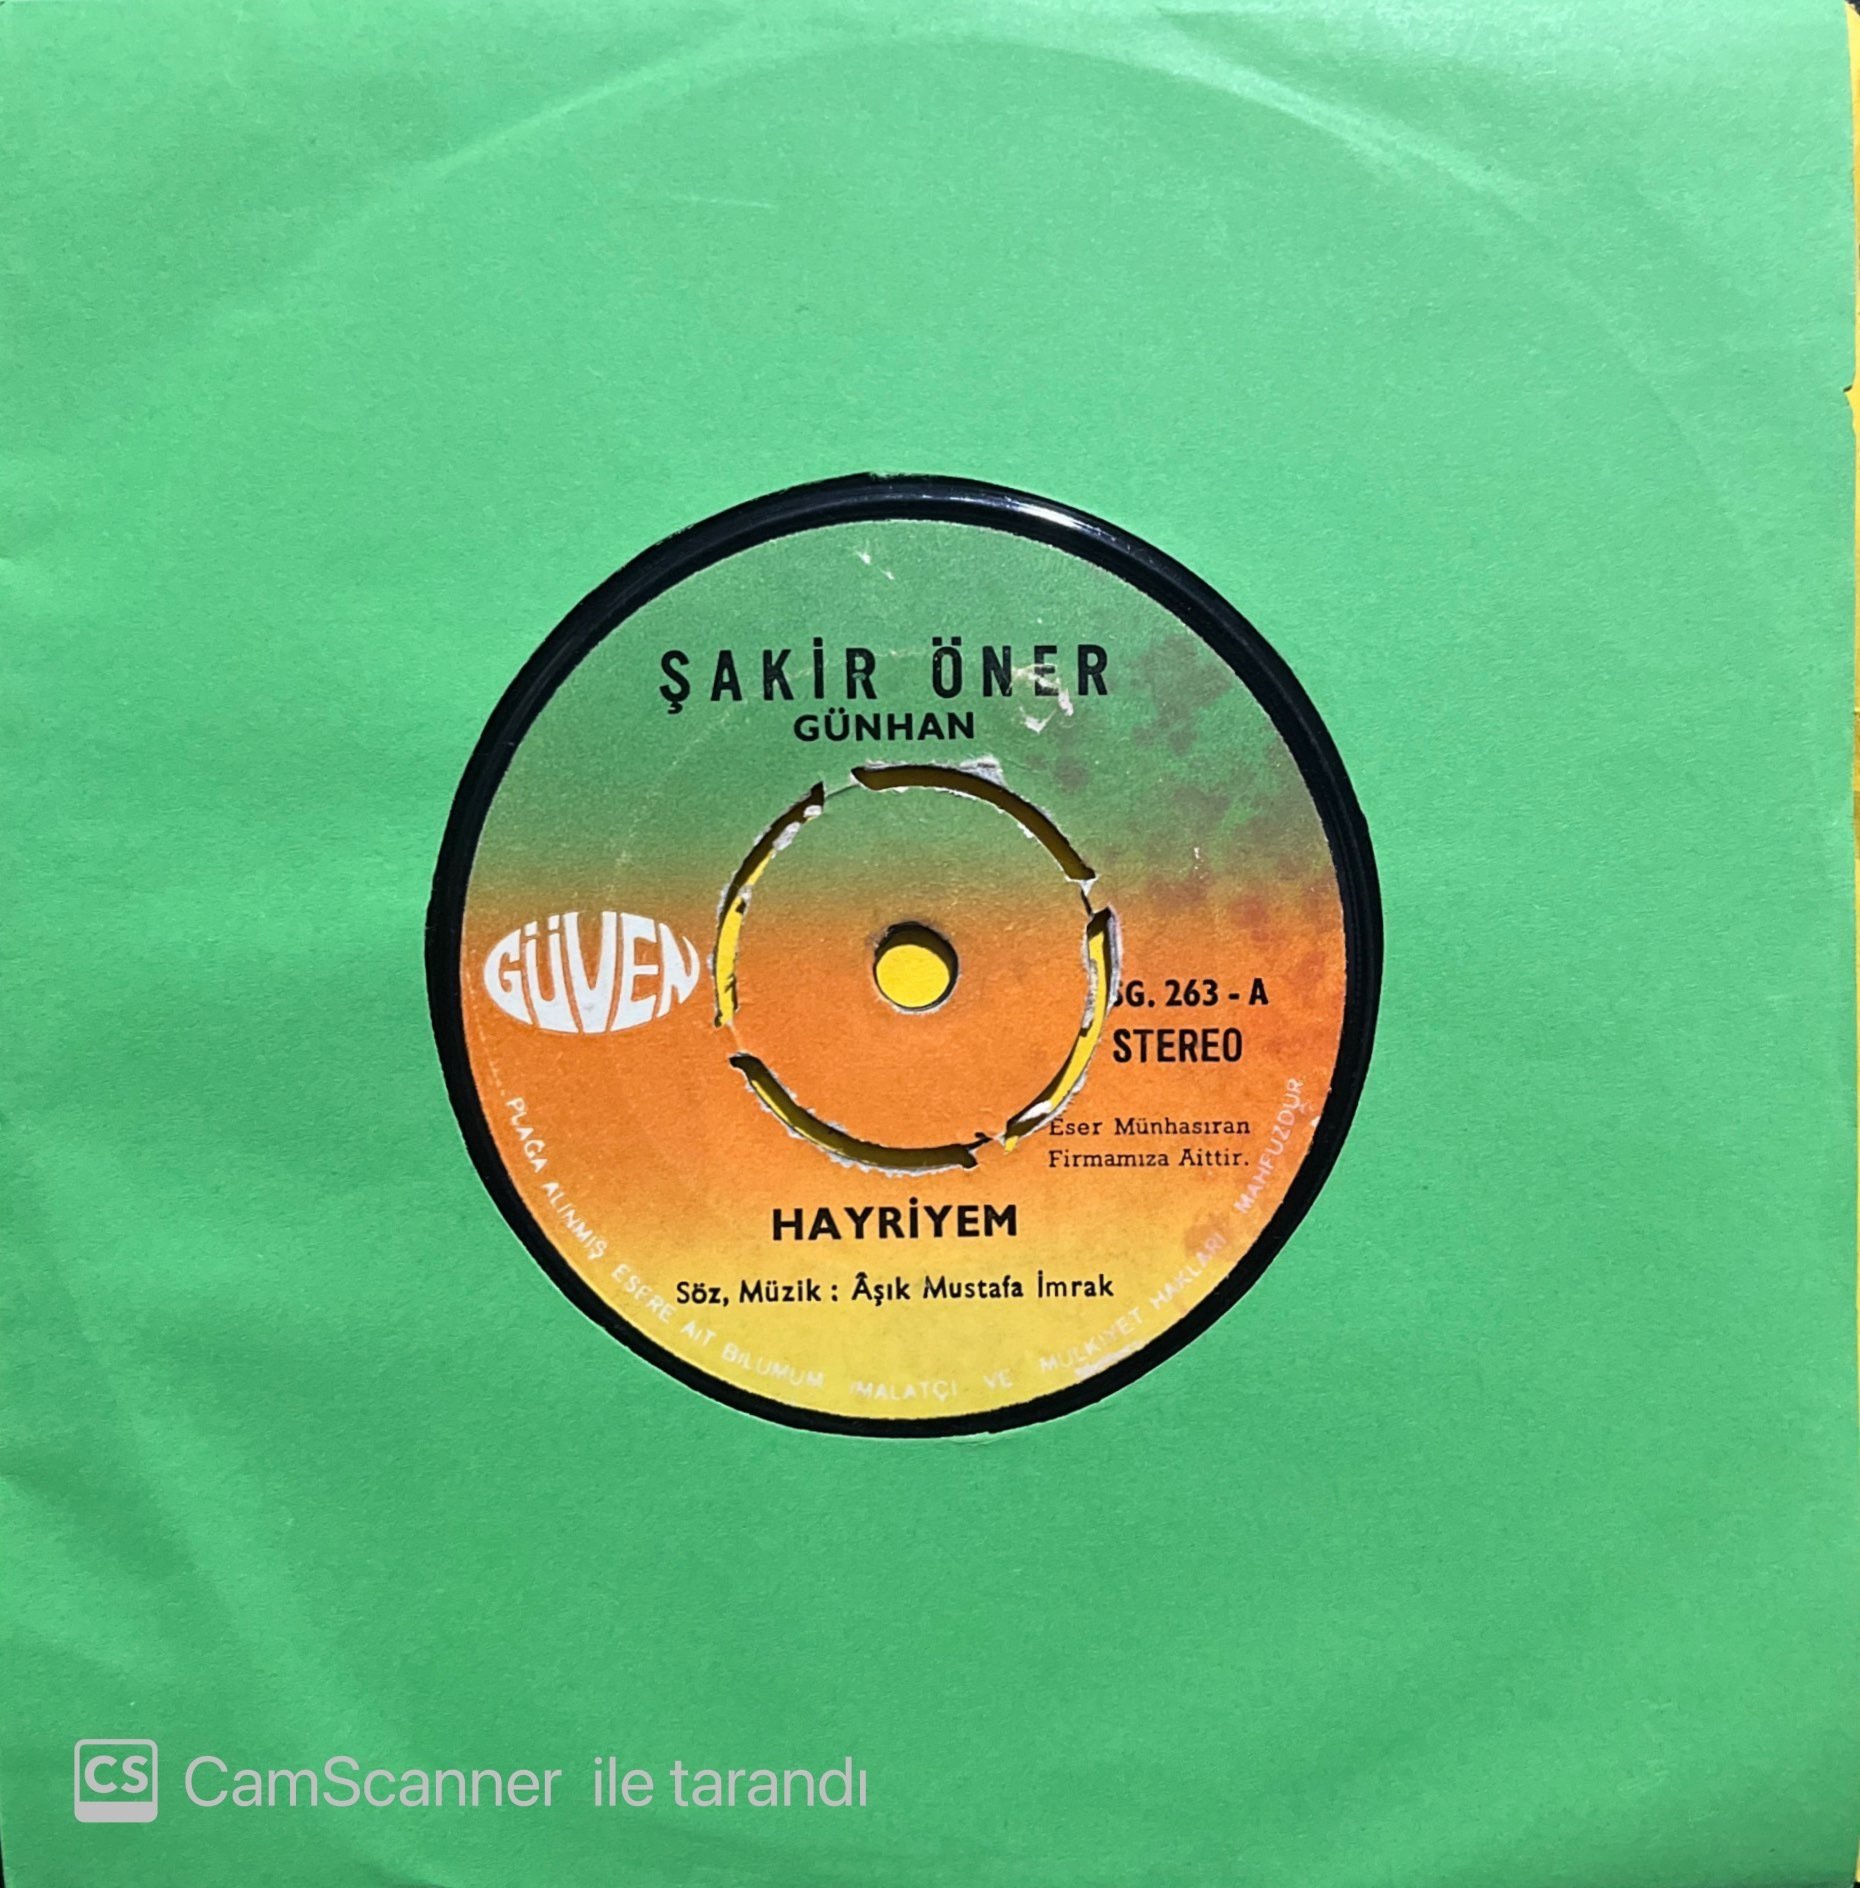 ŞAKİR ÖNER
GÜNHAN
GÜVEN
G. 263 - A
STEREO
Eser Münhasıran
Firmamıza Aittir.
HAYRİYEM
Söz, Müzik : Âşık Mustafa İmrak
PLAĞA ALINMIŞ ESERE AİT BİLUMUM İMALATÇI VE MÜLKİYET HAKLARI MAHFUZDUR.
CS CamScanner ile tarandı